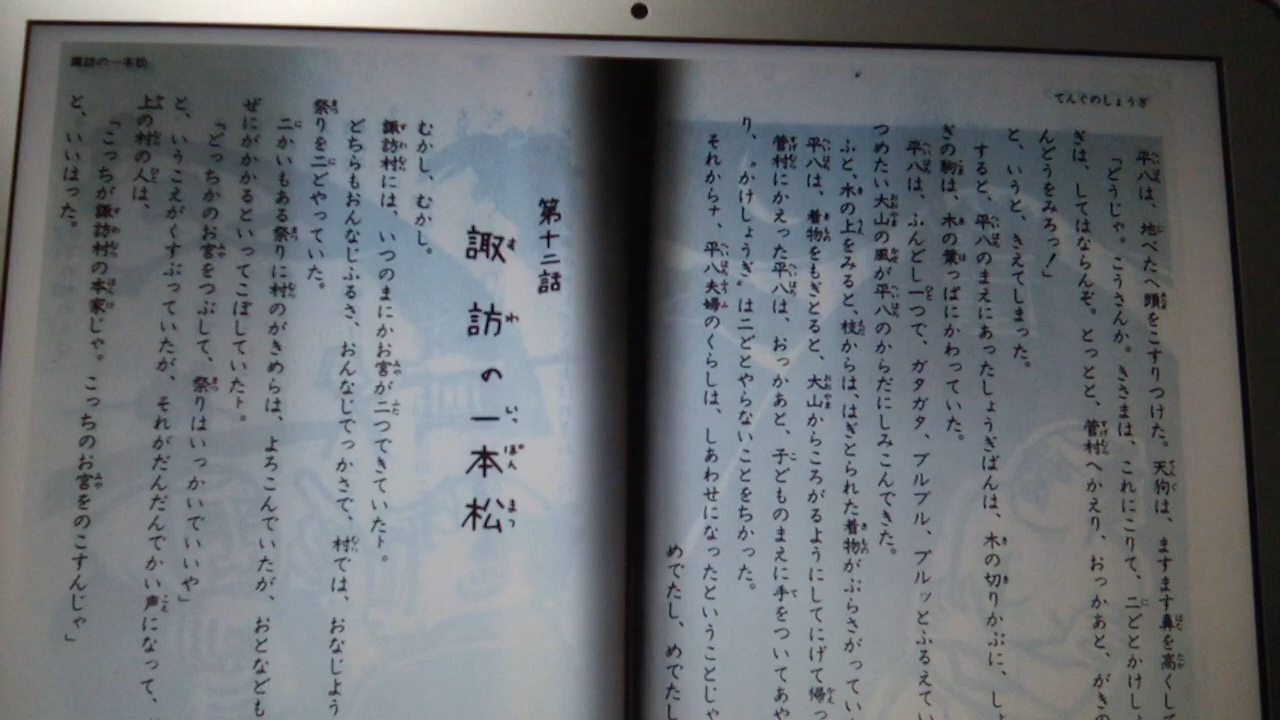 てんぐのしょうぎ
平八は、地べたへ頭をこすりつけた。天狗は、ますます鼻を高くして
「どうじゃ。こうさんか。きさまは、これにこりて、二どとかけしょ
ぎは、してはならんぞ。とっとと、菅村へかえり、おっかあと、がき
んどうをみろっ！」
と、いうと、きえてしまった。
すると、平八のまえにあったしょうぎばんは、木の切りかぶに、しょ
ぎの駒は、木の葉っぱにかわっていた。
平八は、ふんどし一つで、ガタガタ、ブルブル、ブルッとふるえてい
つめたい大山の風が平八のからだにしみこんできた。
ふと、木の上をみると、枝からは、はぎとられた着物がぶらさがってい
平八は、着物をもぎとると、大山からころがるようにしてにげて帰っ
菅村にかえった平八は、おっかあと、子どものまえに手をついてあや
り、〝かけしょうぎ〟は二どとやらないことをちかった。
それからナ、平八夫婦のくらしは、しあわせになったということじゃ
めでたし、めでたし
諏訪の一本松
第十二話
諏訪の一本松
むかし、むかし。
諏訪村には、いつのまにかお宮が二つできていたト。
どちらもおんなじふるさ、おんなじでっかさで、村では、おなじよう
祭りを二どやっていた。
二かいもある祭りに村のがきめらは、よろこんでいたが、おとなども
ぜにがかかるといってこぼしていたト。
「どっちかのお宮をつぶして、祭りはいっかいでいいや」
と、いうこえがくすぶっていたが、それがだんだんでかい声になって、
上の村の人は、
「こっちが諏訪村の本家じゃ。こっちのお宮をのこすんじゃ」
と、いいはった。